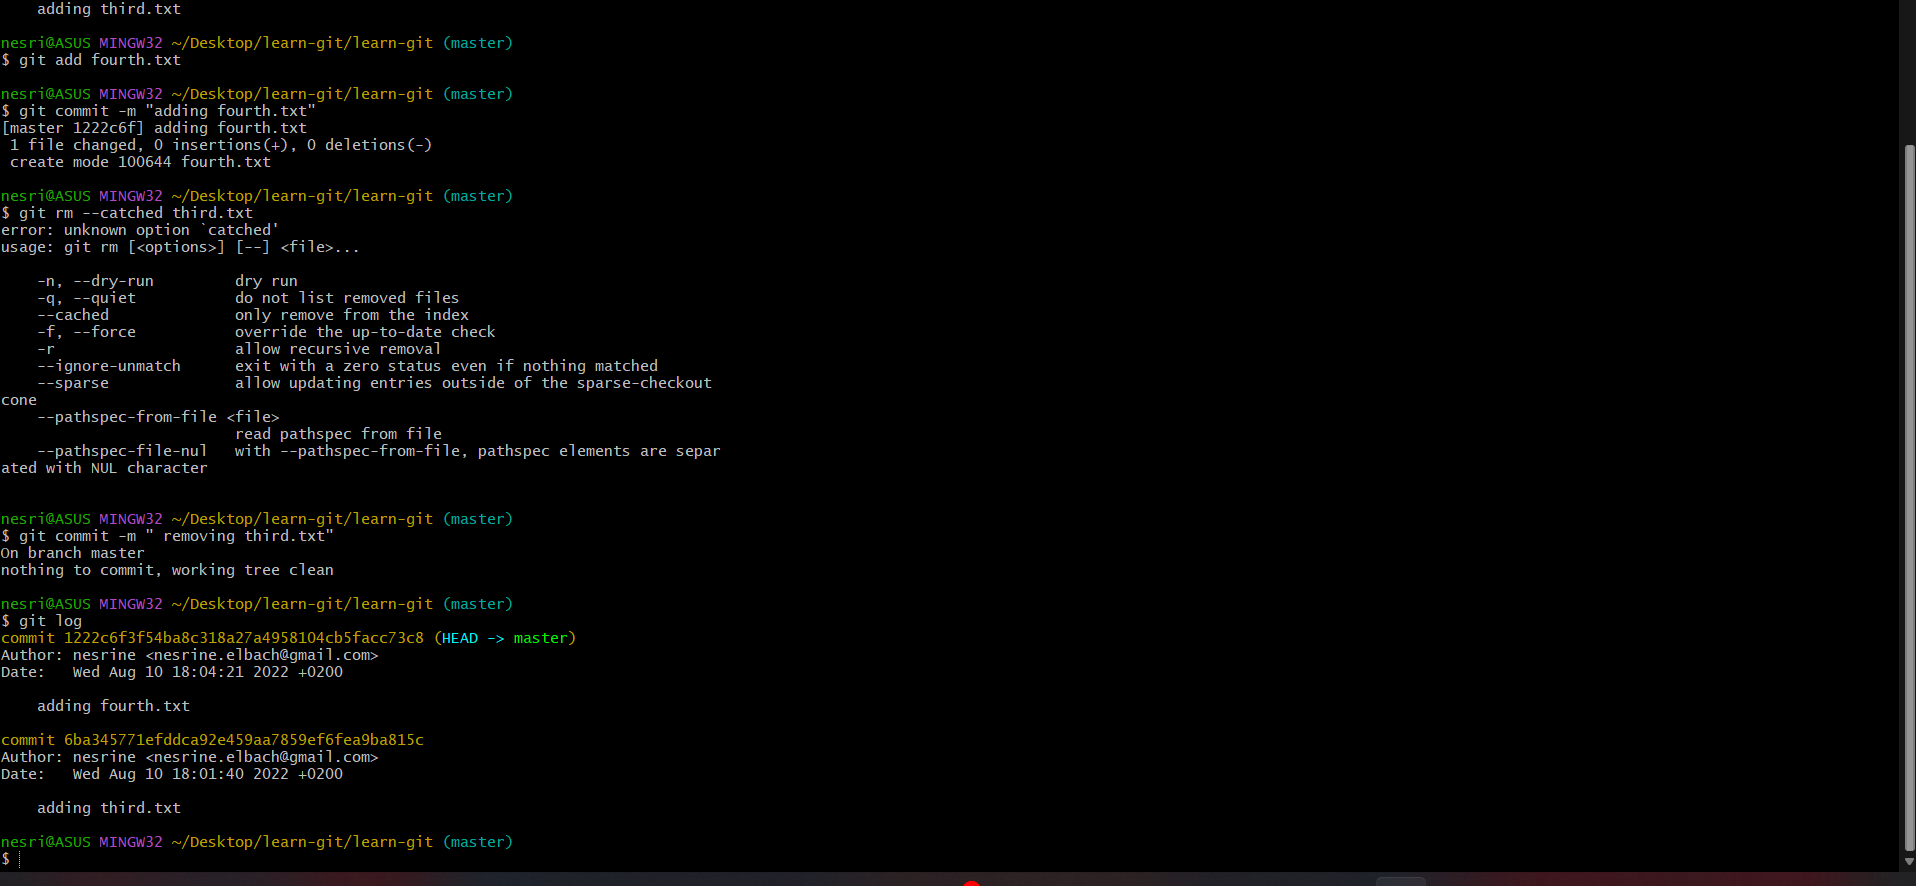 adding third.txt

nesri@ASUS MINGW32 ~/Desktop/learn-git/learn-git (master)
$ git add fourth.txt

nesri@ASUS MINGW32 ~/Desktop/learn-git/learn-git (master)
$ git commit -m "adding fourth.txt"
[master 1222c6f] adding fourth.txt
 1 file changed, 0 insertions(+), 0 deletions(-)
 create mode 100644 fourth.txt

nesri@ASUS MINGW32 ~/Desktop/learn-git/learn-git (master)
$ git rm --catched third.txt
error: unknown option `catched'
usage: git rm [<options>] [--] <file>...

    -n, --dry-run         dry run
    -q, --quiet           do not list removed files
    --cached              only remove from the index
    -f, --force           override the up-to-date check
    -r                    allow recursive removal
    --ignore-unmatch      exit with a zero status even if nothing matched
    --sparse              allow updating entries outside of the sparse-checkout
cone
    --pathspec-from-file <file>
                          read pathspec from file
    --pathspec-file-nul   with --pathspec-from-file, pathspec elements are separ
ated with NUL character


nesri@ASUS MINGW32 ~/Desktop/learn-git/learn-git (master)
$ git commit -m " removing third.txt"
On branch master
nothing to commit, working tree clean

nesri@ASUS MINGW32 ~/Desktop/learn-git/learn-git (master)
$ git log
commit 1222c6f3f54ba8c318a27a4958104cb5facc73c8 (HEAD -> master)
Author: nesrine <nesrine.elbach@gmail.com>
Date:   Wed Aug 10 18:04:21 2022 +0200

    adding fourth.txt

commit 6ba345771efddca92e459aa7859ef6fea9ba815c
Author: nesrine <nesrine.elbach@gmail.com>
Date:   Wed Aug 10 18:01:40 2022 +0200

    adding third.txt

nesri@ASUS MINGW32 ~/Desktop/learn-git/learn-git (master)
$